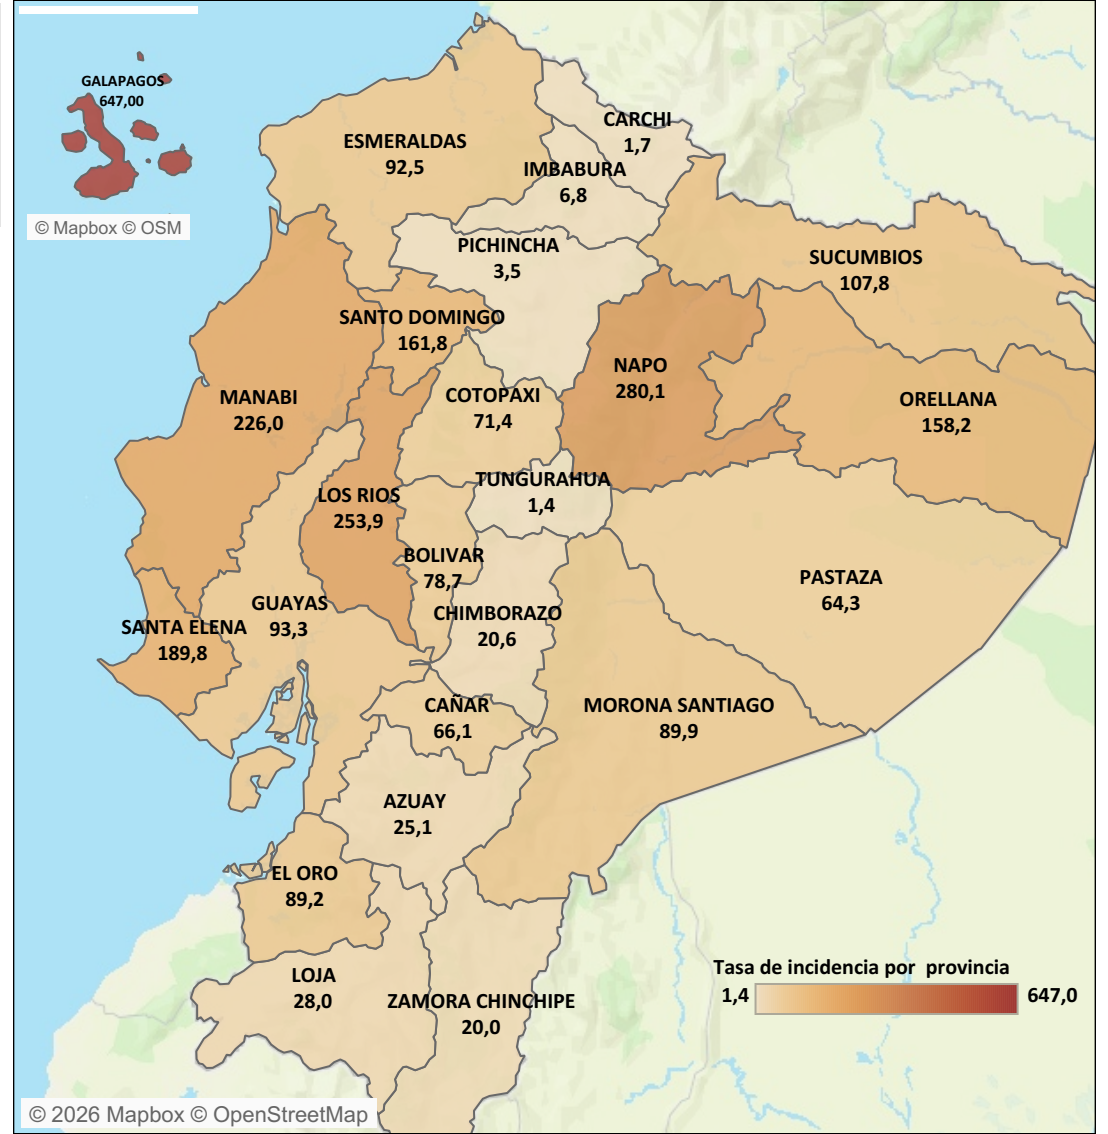 GALAPAGOS
647,00
© Mapbox © OSM
ESMERALDAS
92,5
CARCHI
1,7
IMBABURA
6,8
PICHINCHA
3,5
SUCUMBIOS
107,8
SANTO DOMINGO
161,8
NAPO
280,1
MANABI
226,0
COTOPAXI
71,4
ORELLANA
158,2
TUNGURAHUA
1,4
LOS RIOS
253,9
BOLIVAR
78,7
PASTAZA
64,3
GUAYAS
93,3
CHIMBORAZO
20,6
SANTA ELENA
189,8
CAÑAR
66,1
MORONA SANTIAGO
89,9
AZUAY
25,1
EL ORO
89,2
LOJA
28,0
ZAMORA CHINCHIPE
20,0
Tasa de incidencia por provincia
1,4
647,0
© 2026 Mapbox © OpenStreetMap